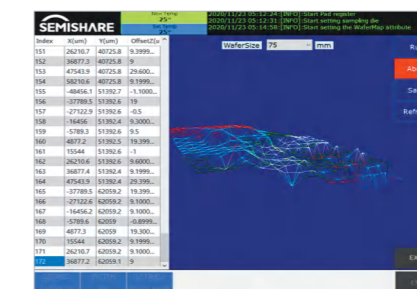 SEMISHARE
25°
25°
2020/11/23 05:12:24:[INFO]:Start Pad register
2020/11/23 05:12:51:[INFO]:Start setting sampling die
2020/11/23 05:14:58:[INFO]:Start setting the WaferMap attribute
Index X(um) Y(um) OffsetZ(u
WaferSize 75 mm
151 26210.7 40725.8 9.3999...
152 36877.3 40725.8 9
153 47543.9 40725.8 29.600...
154 58210.6 40725.8 9.1999...
155 -48456.1 51392.7 -1.1000...
156 -37789.5 51392.6 19
157 -27122.9 51392.6 -0.5
158 -16456 51392.4 9.3000...
159 -5789.3 51392.6 9.5
160 4877.2 51392.5 19.399...
161 15544 51392.6 -1
162 26210.6 51392.6 9.6000...
163 36877.4 51392.4 9.1999...
164 47543.9 51392.4 29.399...
165 -37789.5 62059.2 19.399...
166 -27122.6 62059.2 9.1000...
167 -16456.2 62059.2 9.1000...
168 -5789.6 62059 -0.8999...
169 4877.3 62059 19.300...
170 15544 62059.2 9.1999...
171 26210.7 62059.2 9.1000...
172 36877.2 62059.1 9